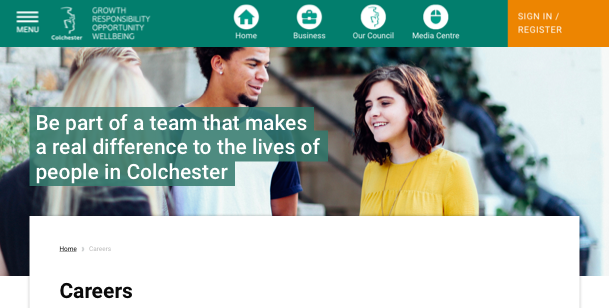 MENU
Colchester
GROWTH
RESPONSIBILITY
OPPORTUNITY
WELLBEING
Home
Business
Our Council
Media Centre
SIGN IN /
REGISTER
Be part of a team that makes
a real difference to the lives of
people in Colchester
Home › Careers
Careers